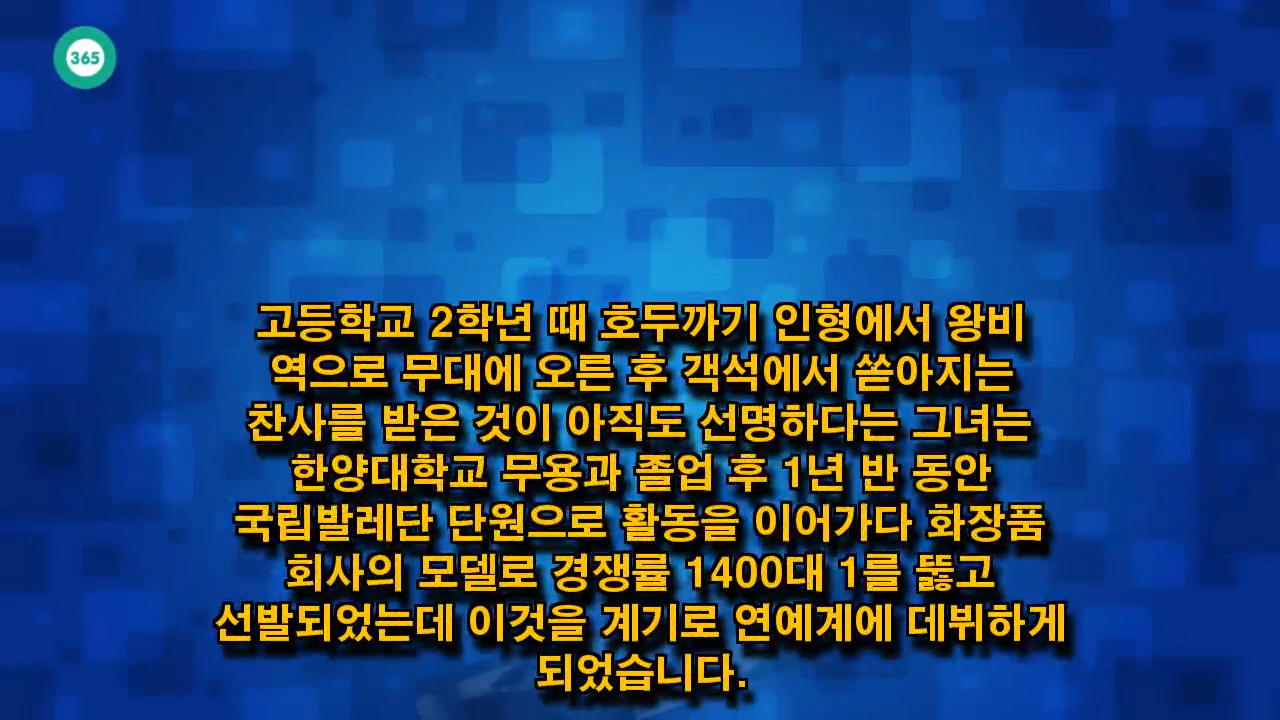 365
고등학교 2학년 때 호두까기 인형에서 왕비
역으로 무대에 오른 후 객석에서 쏟아지는
찬사를 받은 것이 아직도 선명하다는 그녀는
한양대학교 무용과 졸업 후 1년 반 동안
국립발레단 단원으로 활동을 이어가다 화장품
회사의 모델로 경쟁률 1400대 1를 뚫고
선발되었는데 이것을 계기로 연예계에 데뷔하게
되었습니다.